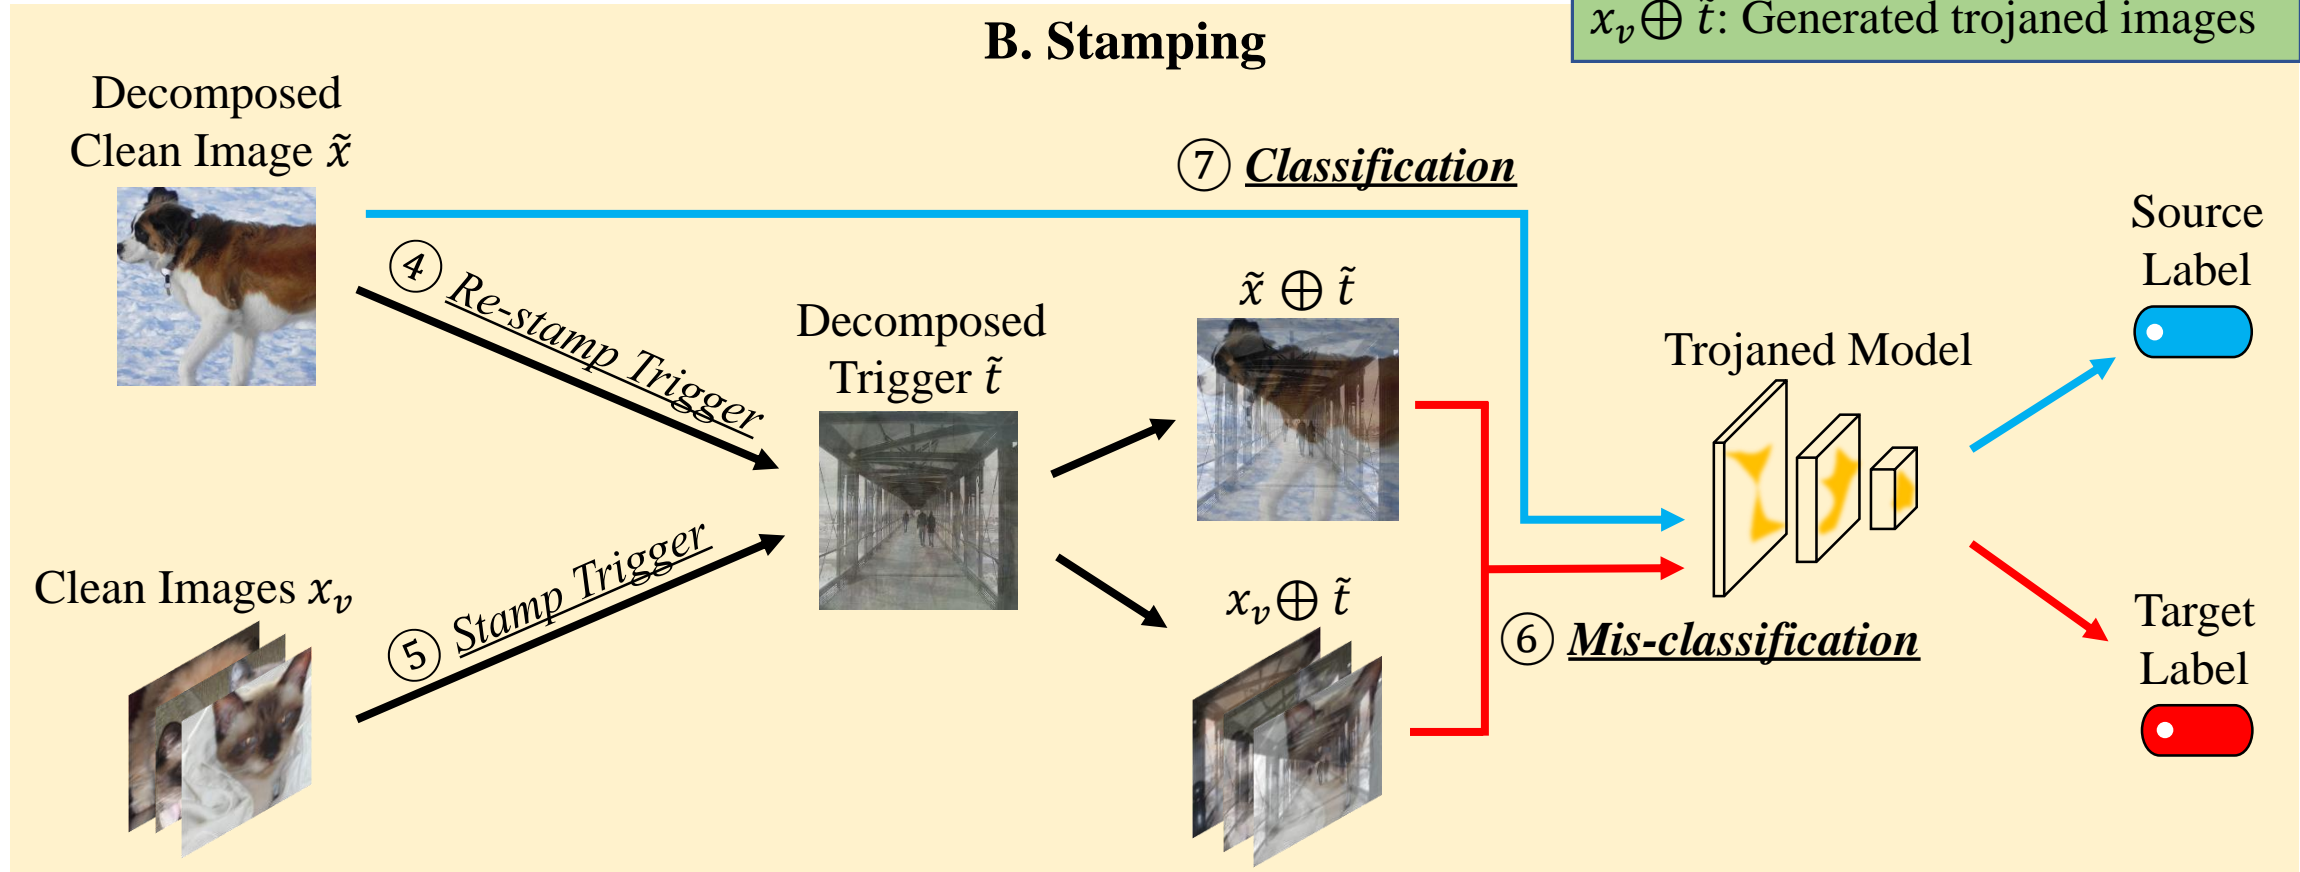 x_v ⊕ t̃: Generated trojaned images
B. Stamping
Decomposed
Clean Image x̃
⑦ Classification
④ Re-stamp Trigger
Decomposed
Trigger t̃
x̃ ⊕ t̃
Trojaned Model
Source
Label
Clean Images x_v
⑤ Stamp Trigger
x_v ⊕ t̃
⑥ Mis-classification
Target
Label